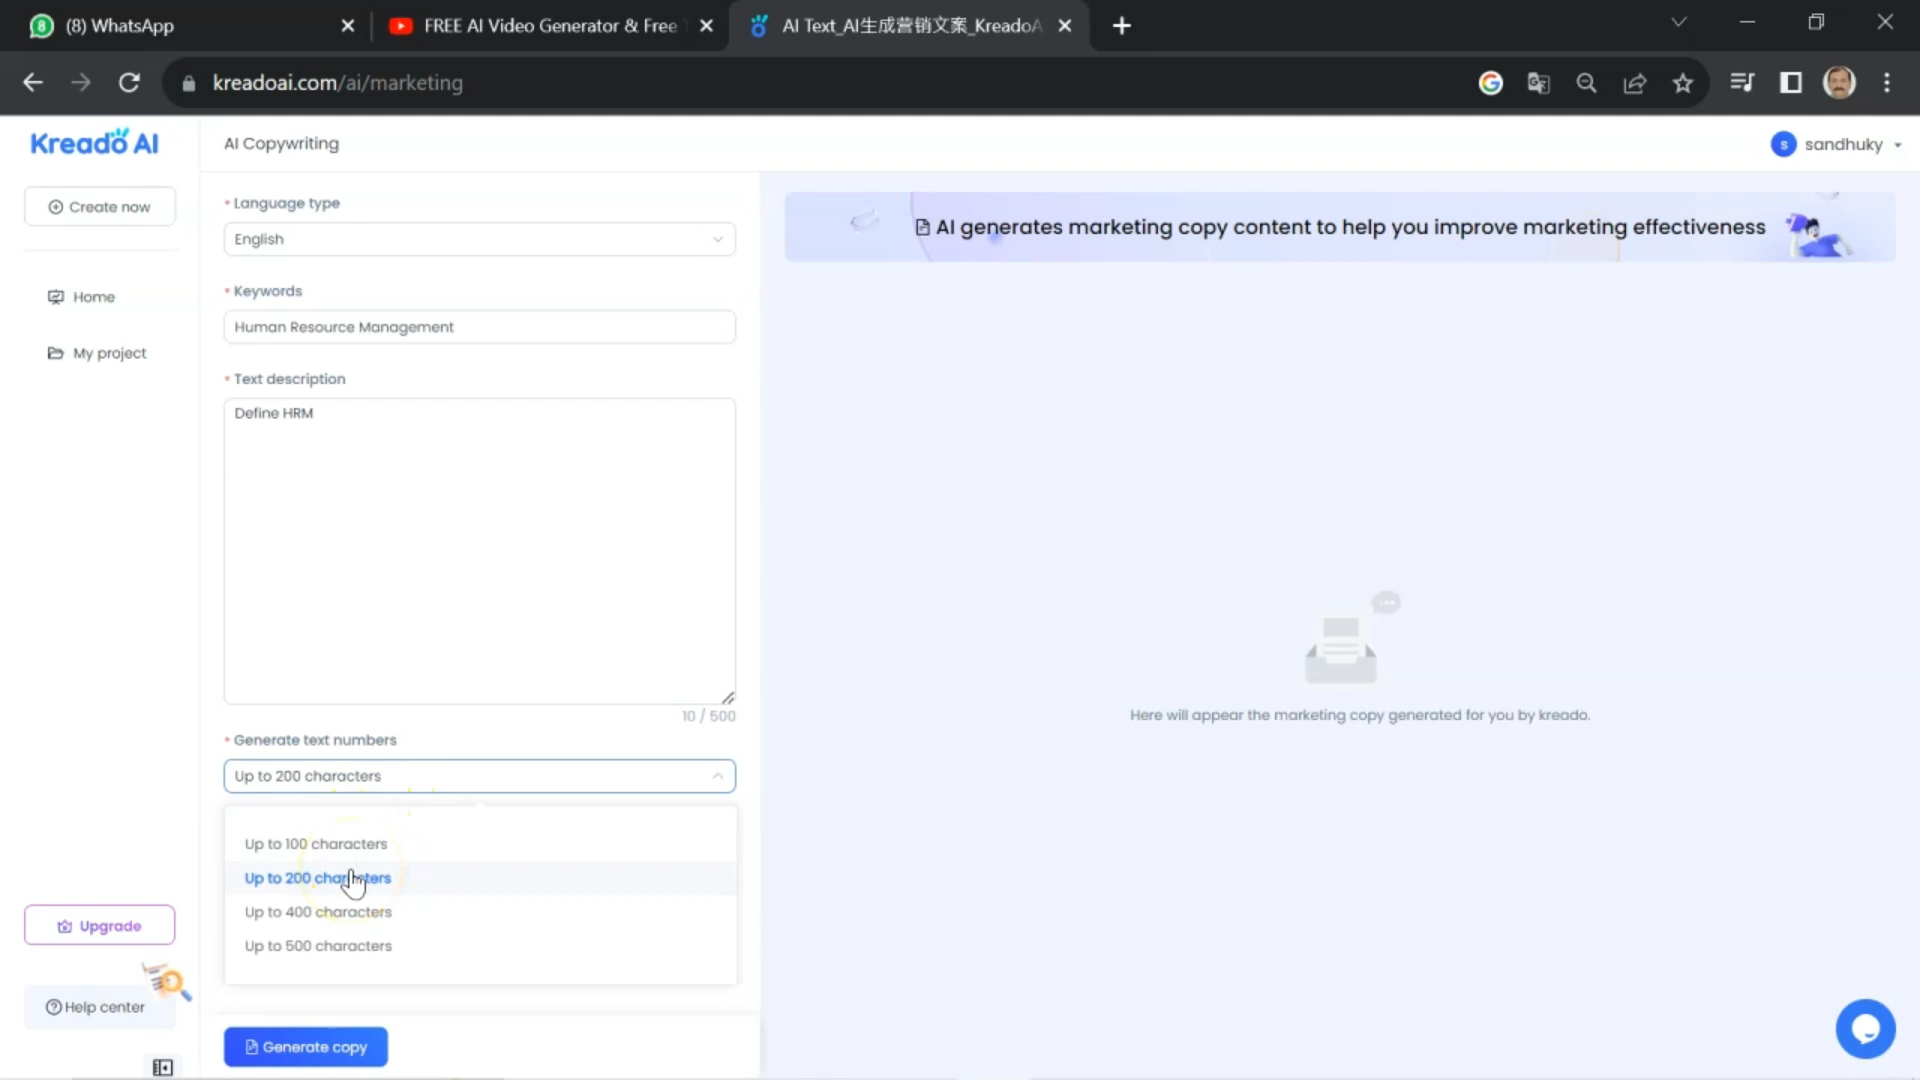 (8) WhatsApp
FREE AI Video Generator & Free
AI Text_AI生成营销文案_KreadoA
kreadoai.com/ai/marketing
Kreado AI
AI Copywriting
s sandhuky
Create now
Home
My project
Upgrade
Help center
* Language type
English
* Keywords
Human Resource Management
* Text description
Define HRM
10 / 500
* Generate text numbers
Up to 200 characters
Up to 100 characters
Up to 200 characters
Up to 400 characters
Up to 500 characters
Generate copy
AI generates marketing copy content to help you improve marketing effectiveness
Here will appear the marketing copy generated for you by kreado.